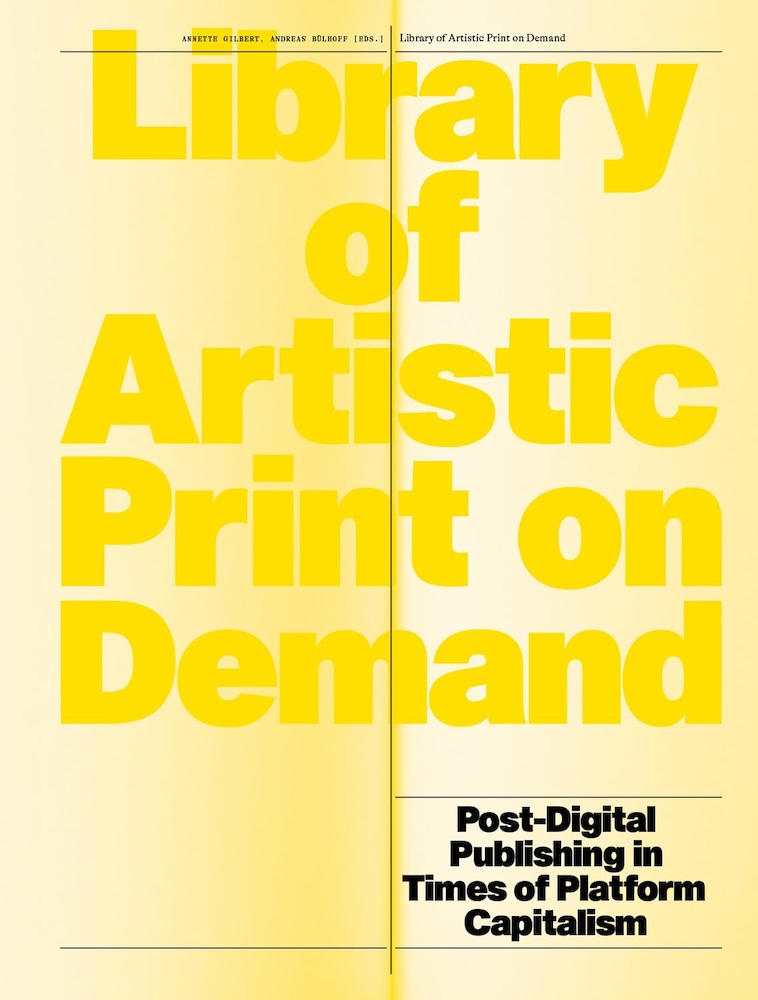 ANNETTE GILBERT, ANDREAS BÜLHOFF [EDS.]
Library of Artistic Print on Demand
Library
of
Artistic
Print on
Demand
Post-Digital
Publishing in
Times of Platform
Capitalism